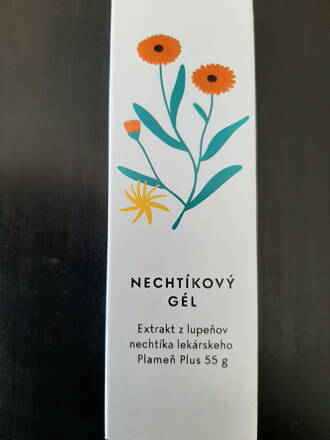 NECHTÍKOVÝ
GÉL
Extrakt z lupeňov
nechtíka lekárskeho
Plameň Plus 55 g